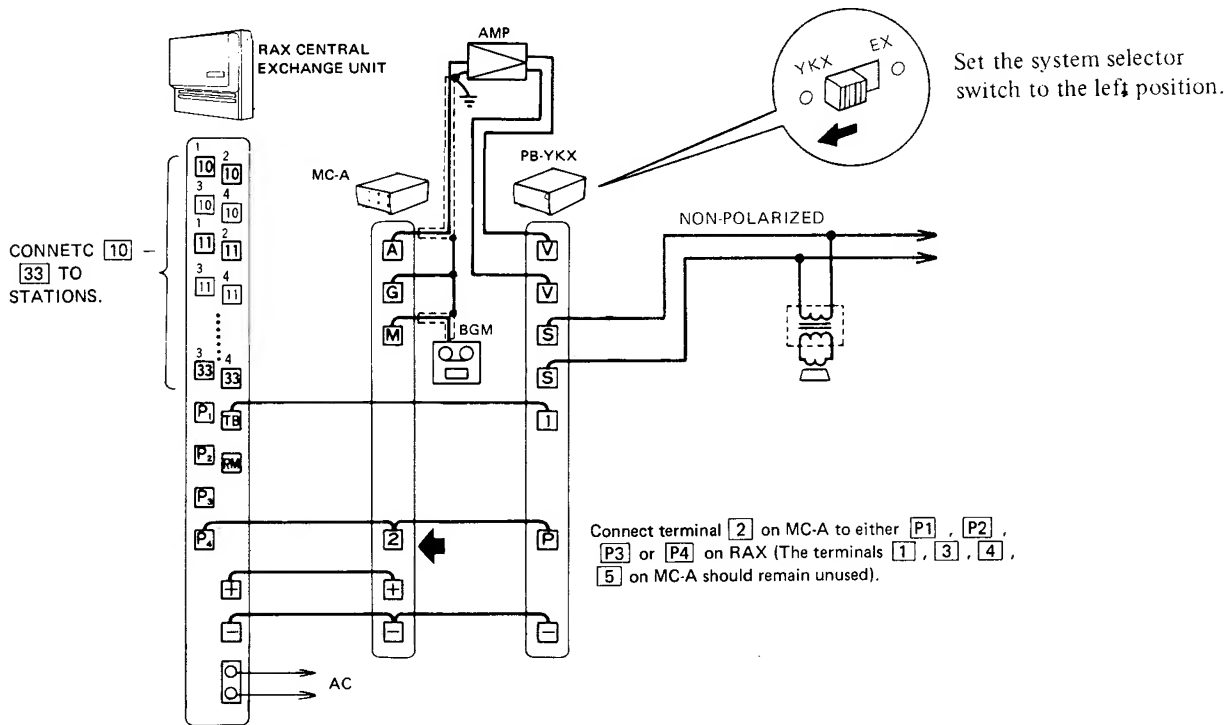 RAX CENTRAL
EXCHANGE UNIT
AMP
YKX
EX
Set the system selector
switch to the left position.
MC-A
PB-YKX
NON-POLARIZED
CONNETC 10 –
33 TO
STATIONS.
1
2
10
10
3
4
10
10
1
2
11
11
3
4
11
11
3
4
33
33
P1
TB
P2
RM
P3
P4
+
−
AC
A
G
M
BGM
2
+
−
V
V
S
S
1
P
−
Connect terminal 2 on MC-A to either P1 , P2 ,
P3 or P4 on RAX (The terminals 1 , 3 , 4 ,
5 on MC-A should remain unused).